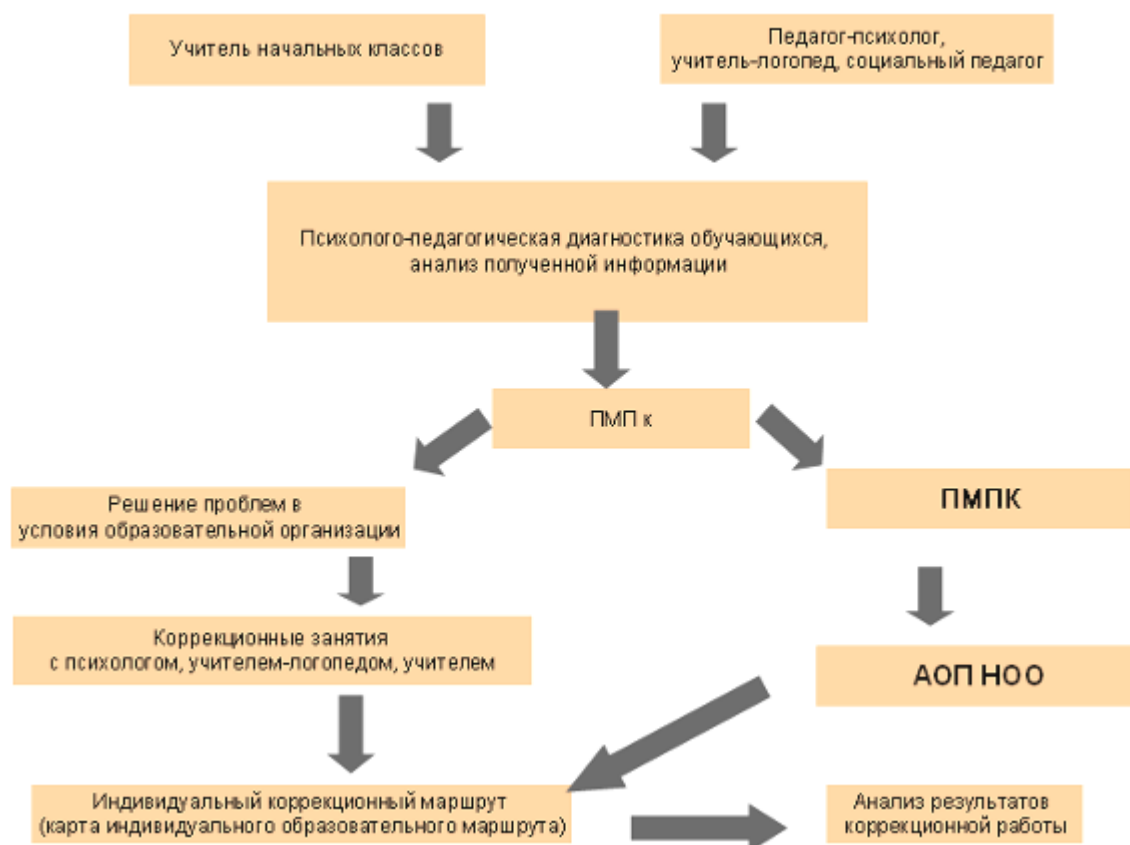 Учитель начальных классов
Педагог-психолог,
учитель-логопед, социальный педагог
Психолого-педагогическая диагностика обучающихся,
анализ полученной информации
ПМП к
Решение проблем в
условия образовательной организации
ПМПК
Коррекционные занятия
с психологом, учителем-логопедом, учителем
АОП НОО
Индивидуальный коррекционный маршрут
(карта индивидуального образовательного маршрута)
Анализ результатов
коррекционной работы